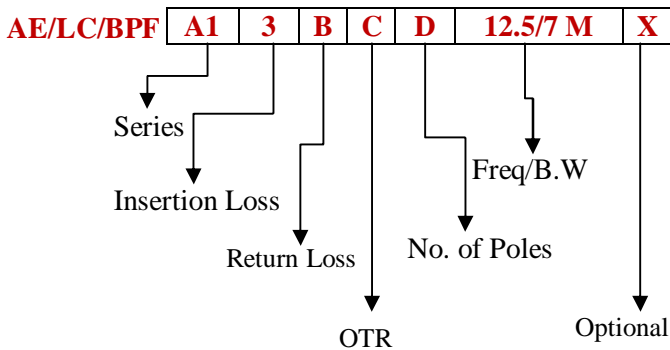 AE/LC/BPF A1 3 B C D 12.5/7 M X
Series
Freq/B.W
Insertion Loss
No. of Poles
Return Loss
OTR
Optional